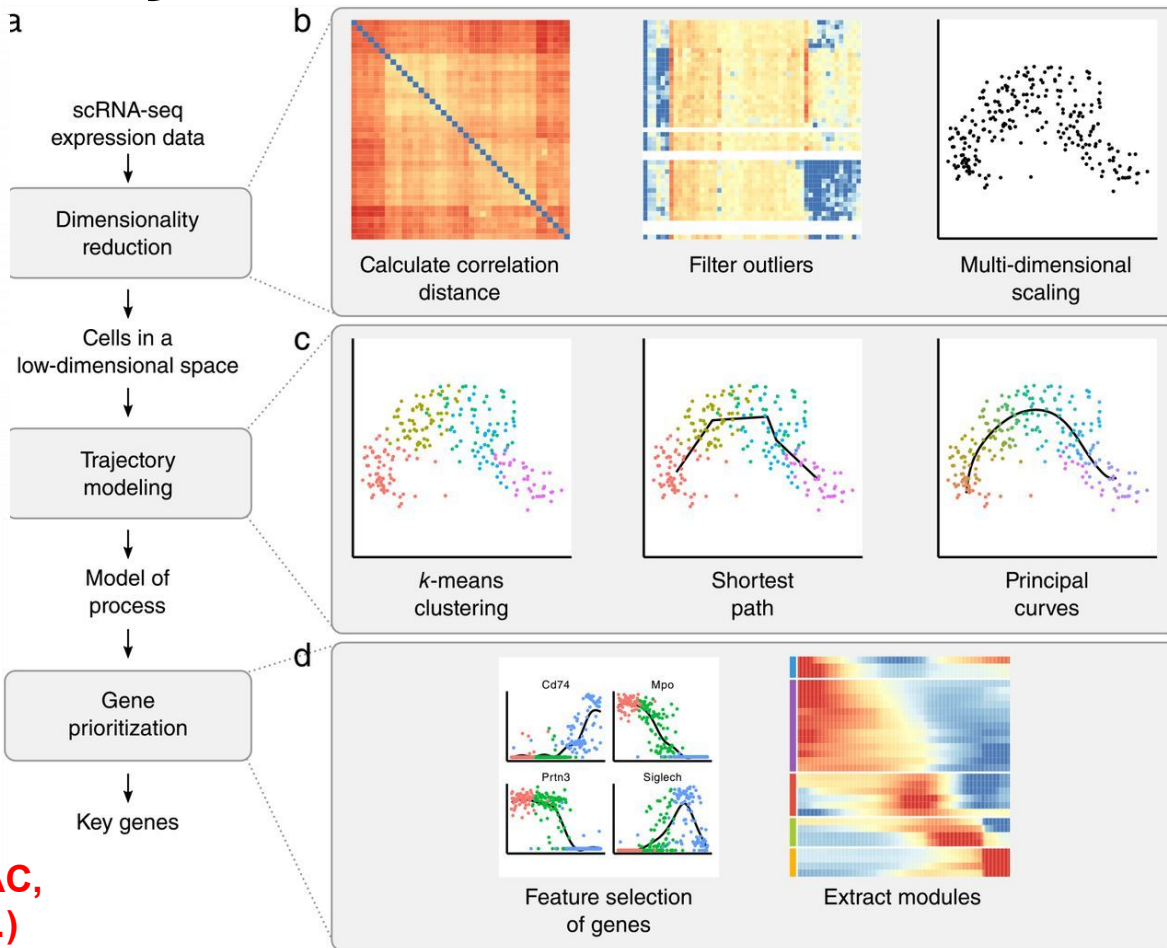 a
scRNA-seq
expression data
Dimensionality
reduction
Cells in a
low-dimensional space
Trajectory
modeling
Model of
process
Gene
prioritization
Key genes
b
Calculate correlation
distance
Filter outliers
Multi-dimensional
scaling
c
k-means
clustering
Shortest
path
Principal
curves
d
Cd74
Mpo
Prtn3
Siglech
Feature selection
of genes
Extract modules
AC,
.)